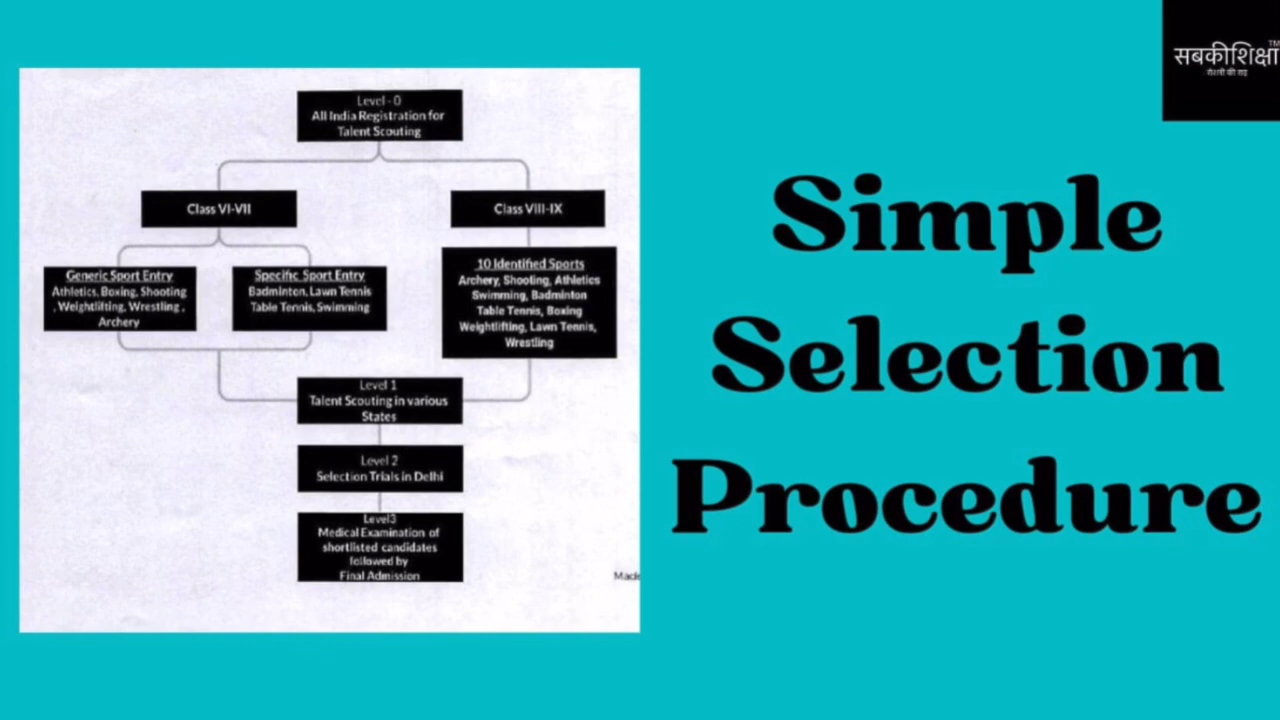 सबकीशिक्षा™
रोशनी की राह
Level - 0
All India Registration for
Talent Scouting
Class VI-VII
Class VIII-IX
Generic Sport Entry
Athletics, Boxing, Shooting
, Weightlifting, Wrestling ,
Archery
Specific Sport Entry
Badminton, Lawn Tennis
Table Tennis, Swimming
10 Identified Sports
Archery, Shooting, Athletics
Swimming, Badminton
Table Tennis, Boxing
Weightlifting, Lawn Tennis,
Wrestling
Level 1
Talent Scouting in various
States
Level 2
Selection Trials in Delhi
Level3
Medical Examination of
shortlisted candidates
followed by
Final Admission
Made
Simple
Selection
Procedure